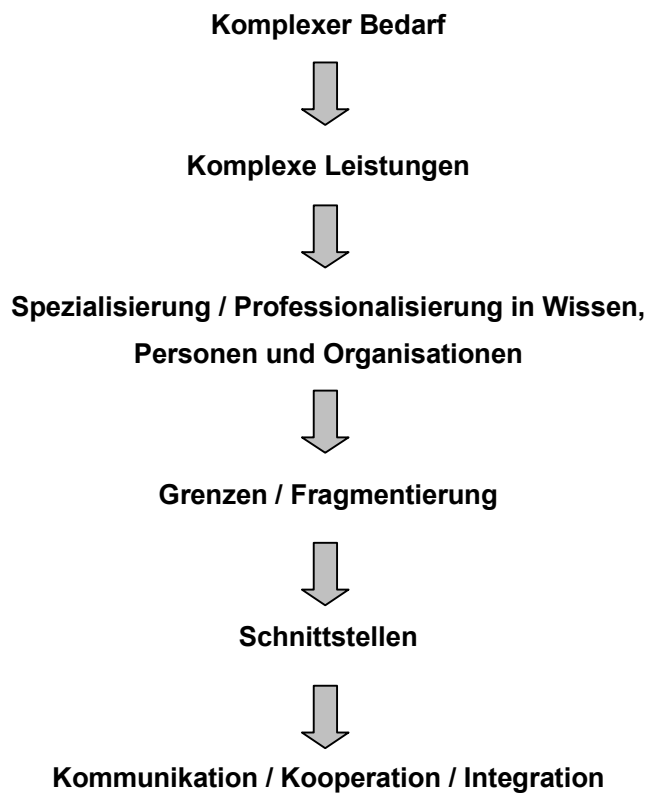 Komplexer Bedarf
Komplexe Leistungen
Spezialisierung / Professionalisierung in Wissen,
Personen und Organisationen
Grenzen / Fragmentierung
Schnittstellen
Kommunikation / Kooperation / Integration